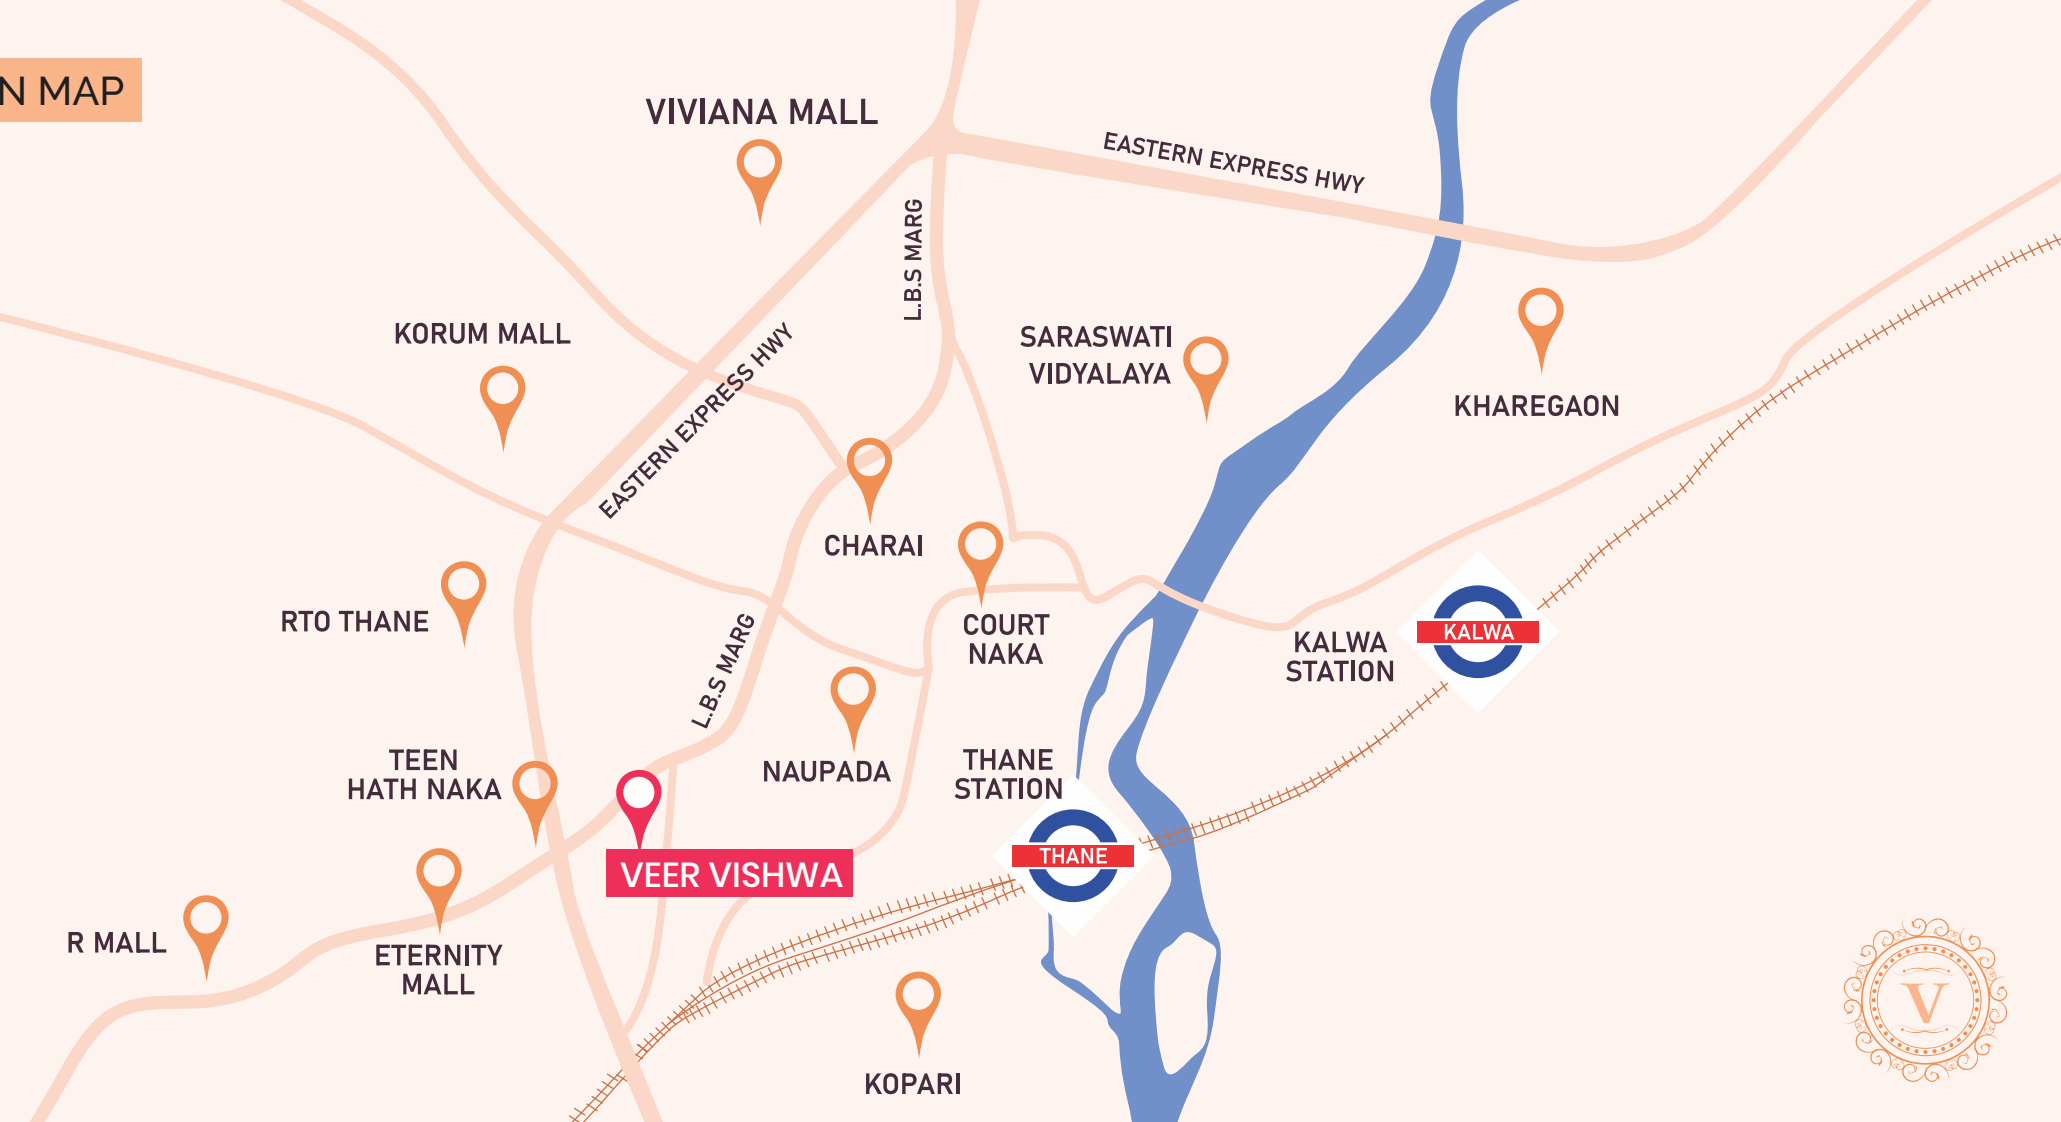 N MAP
VIVIANA MALL
EASTERN EXPRESS HWY
L.B.S MARG
KORUM MALL
EASTERN EXPRESS HWY
SARASWATI
VIDYALAYA
KHAREGAON
CHARAI
RTO THANE
COURT
NAKA
L.B.S MARG
KALWA
STATION
KALWA
TEEN
HATH NAKA
NAUPADA
THANE
STATION
THANE
VEER VISHWA
R MALL
ETERNITY
MALL
KOPARI
V